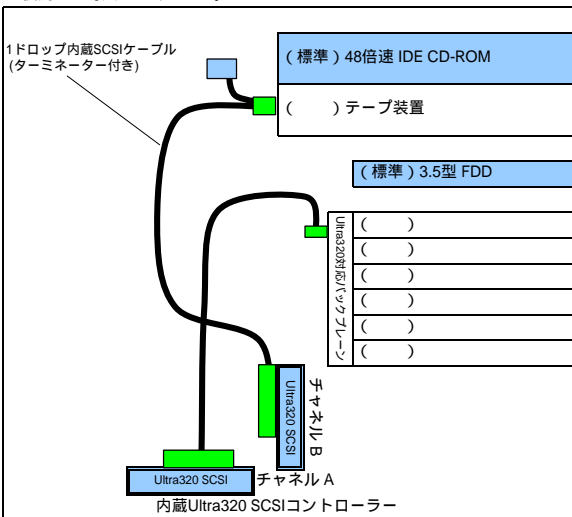 1ドロップ内蔵SCSIケーブル
(ターミネーター付き)
(標準)48倍速 IDE CD-ROM
(　　)テープ装置
(標準)3.5型 FDD
Ultra320対応バックプレーン
(　　)
(　　)
(　　)
(　　)
(　　)
(　　)
Ultra320 SCSI
チャネル B
Ultra320 SCSI
チャネル A
内蔵Ultra320 SCSIコントローラー